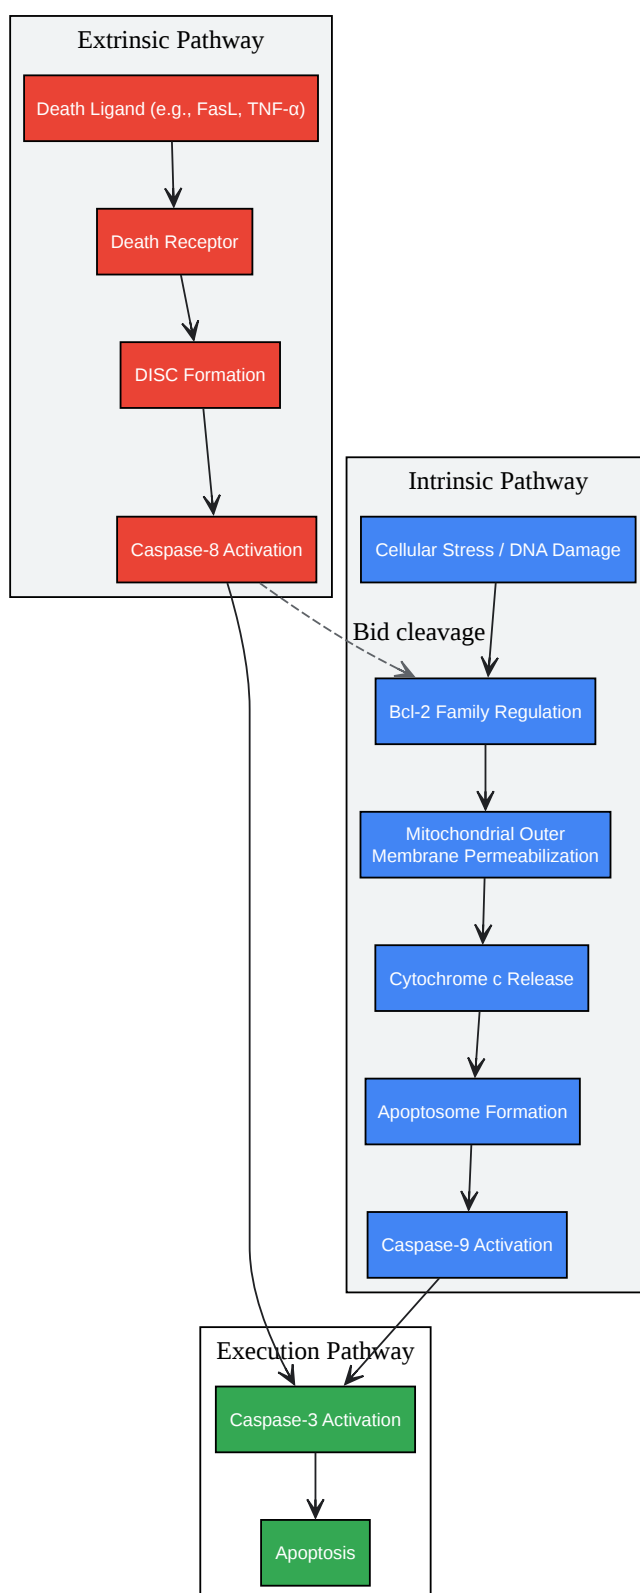 Extrinsic Pathway
Death Ligand (e.g., FasL, TNF-α)
Death Receptor
DISC Formation
Caspase-8 Activation
Intrinsic Pathway
Cellular Stress / DNA Damage
Bid cleavage
Bcl-2 Family Regulation
Mitochondrial Outer
Membrane Permeabilization
Cytochrome c Release
Apoptosome Formation
Caspase-9 Activation
Execution Pathway
Caspase-3 Activation
Apoptosis